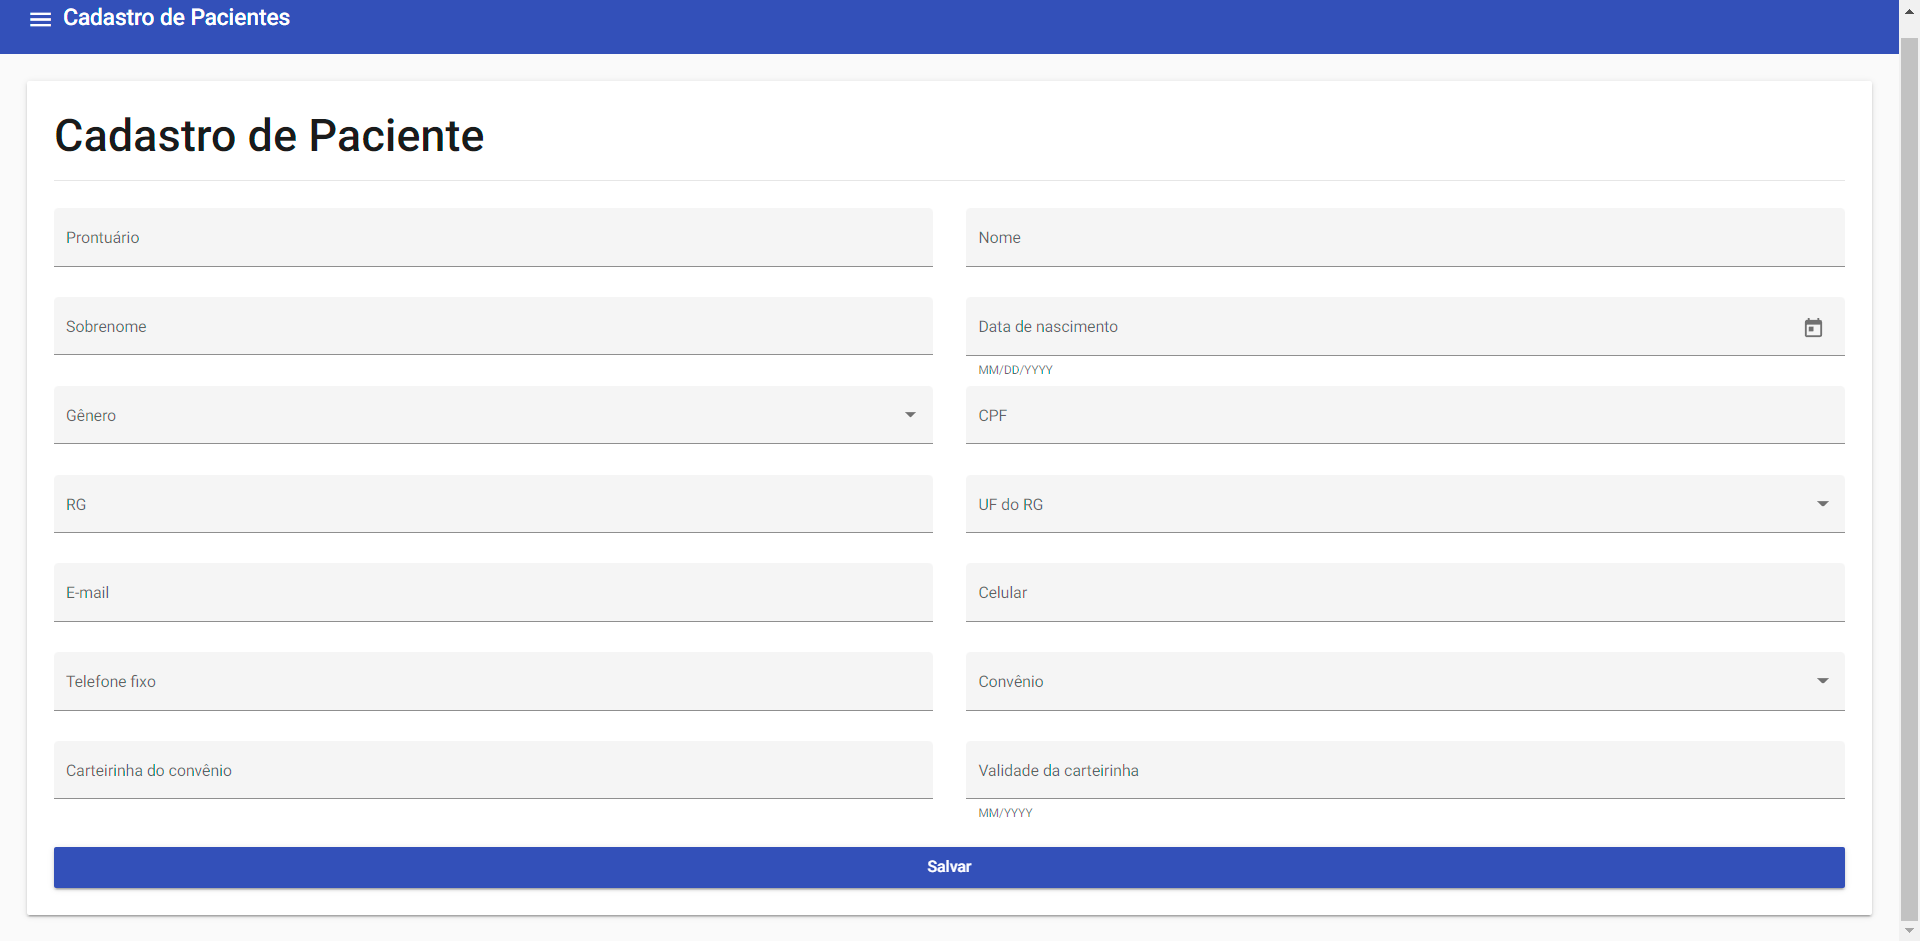 Cadastro de Pacientes
Cadastro de Paciente
Prontuário
Nome
Sobrenome
Data de nascimento
MM/DD/YYYY
Gênero
CPF
RG
UF do RG
E-mail
Celular
Telefone fixo
Convênio
Carteirinha do convênio
Validade da carteirinha
MM/YYYY
Salvar